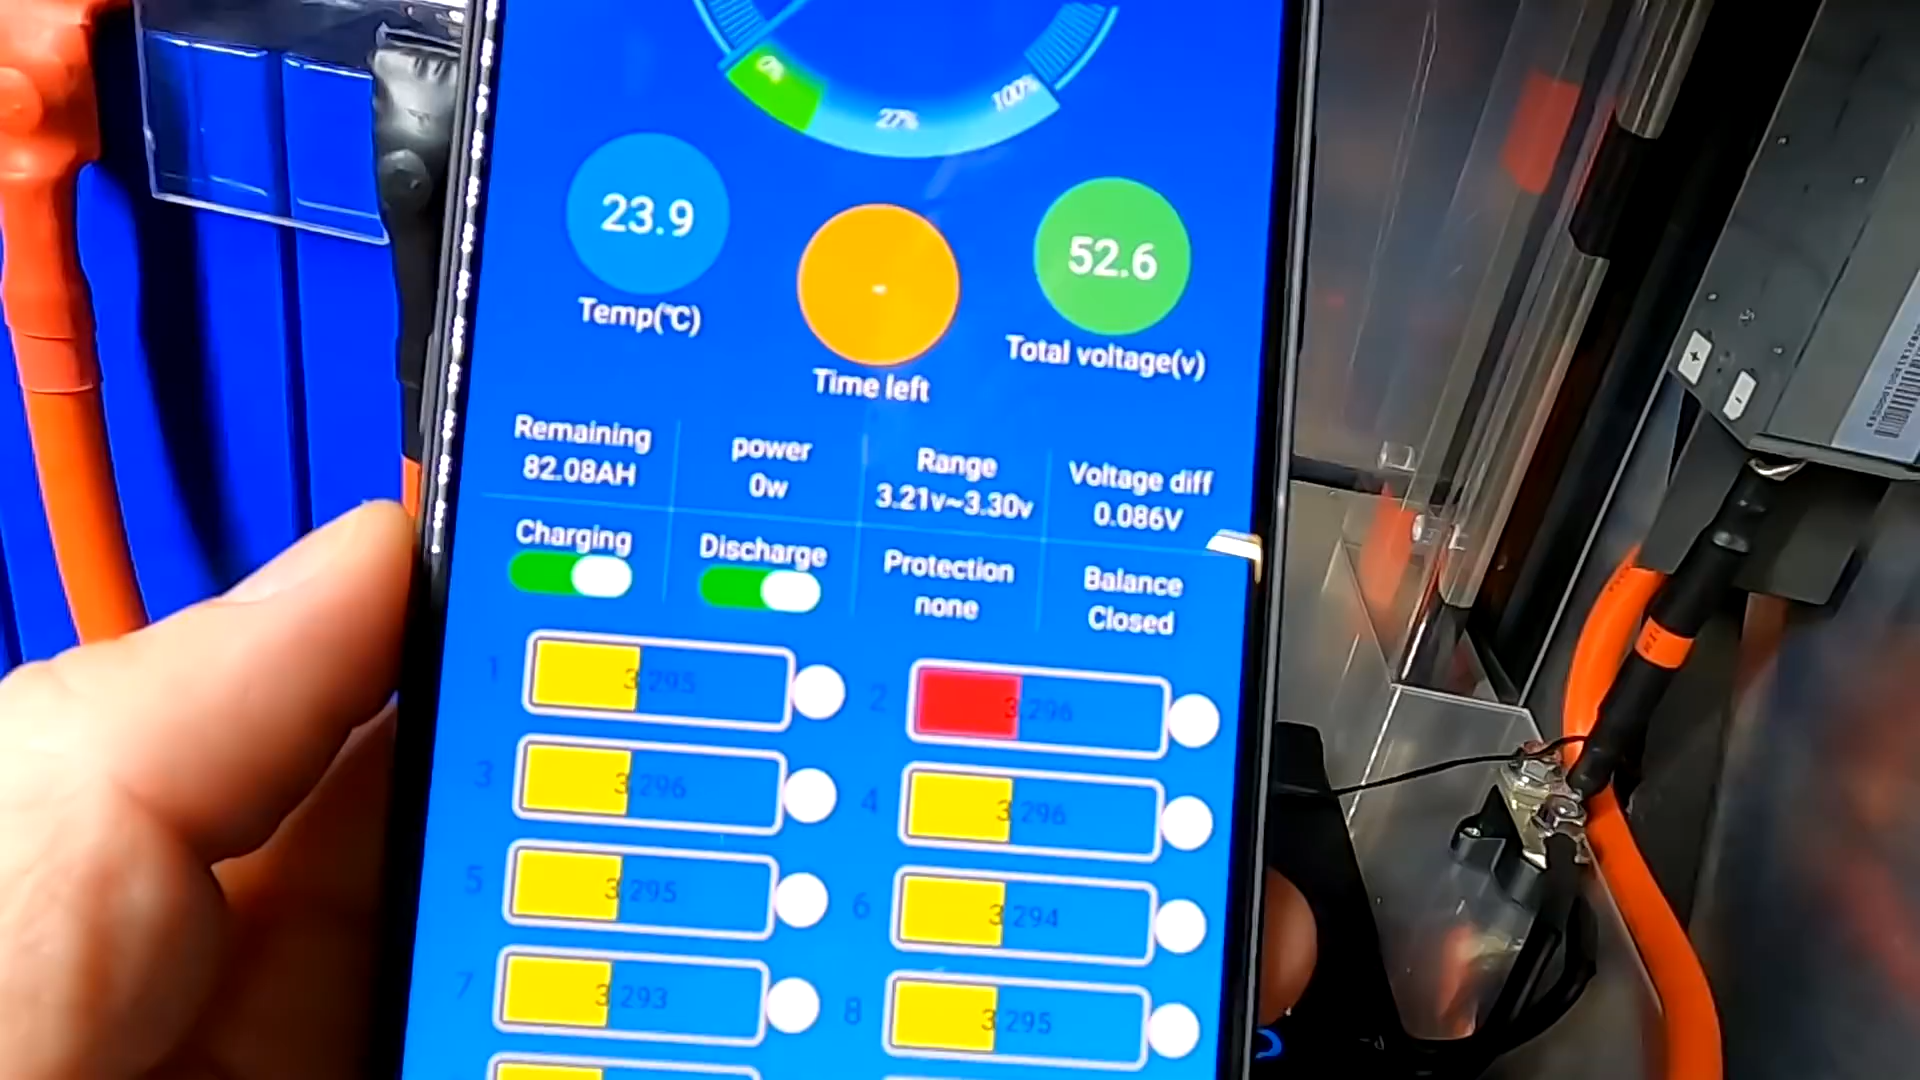 0%
27%
100%
23.9
52.6
Temp(℃)
-
Total voltage(v)
Time left
Remaining
82.08AH
power
0w
Range
3.21v~3.30v
Voltage diff
0.086V
Charging
Discharge
Protection
none
Balance
Closed
1 3.295
2 3.296
3 3.296
4 3.296
5 3.295
6 3.294
7 3.293
8 3.295